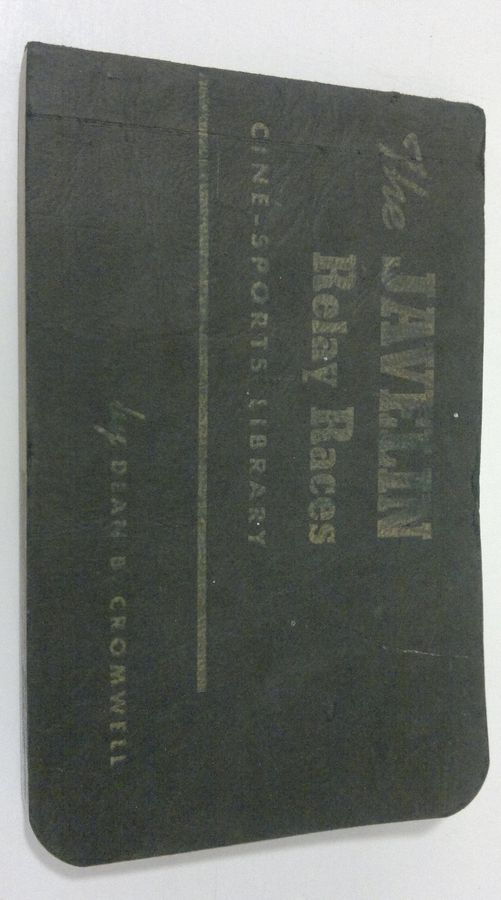 The JAVELIN
Relay Races
CINE-SPORTS LIBRARY
by DEAN B. CROMWELL